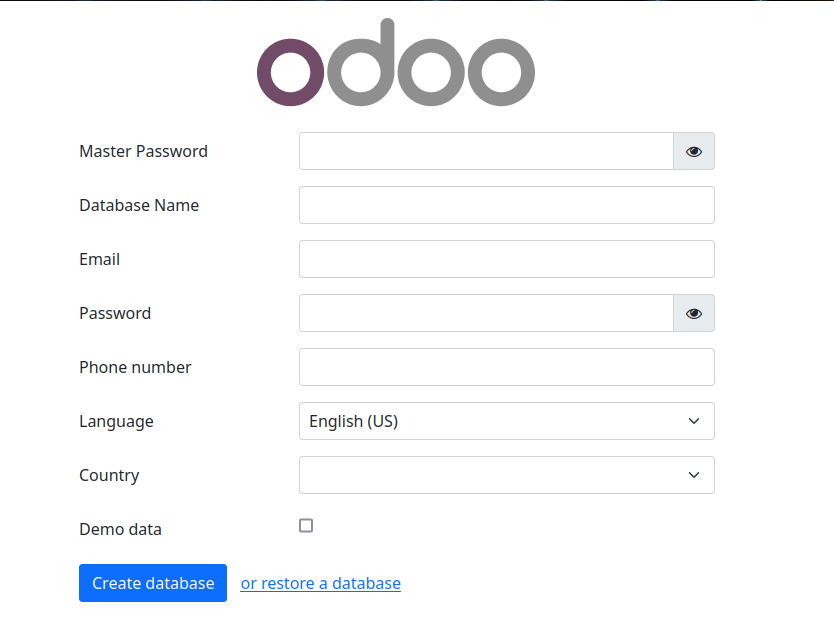 odoo
Master Password
Database Name
Email
Password
Phone number
Language English (US)
Country
Demo data
Create database or restore a database